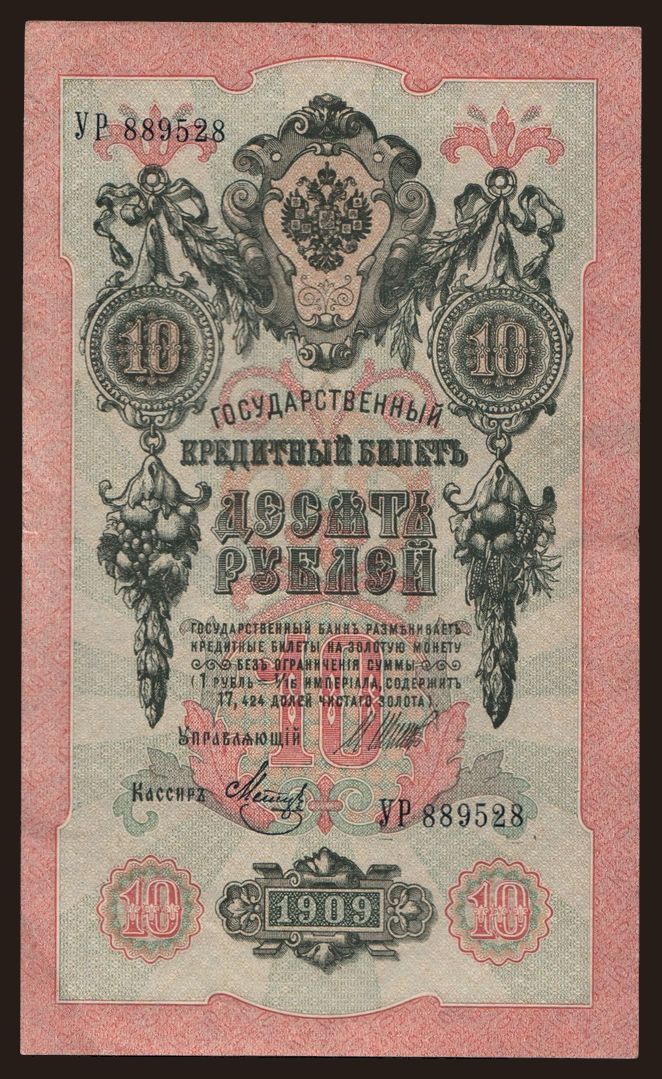 УР 889528
10 10
ГОСУДАРСТВЕННЫЙ
КРЕДИТНЫЙ БИЛЕТЪ
ДЕСЯТЬ
РУБЛЕЙ
ГОСУДАРСТВЕННЫЙ БАНКЪ РАЗМѢНИВАЕТЪ
КРЕДИТНЫЕ БИЛЕТЫ НА ЗОЛОТУЮ МОНЕТУ
БЕЗЪ ОГРАНИЧЕНІЯ СУММЫ
(1 РУБЛЬ = 1/15 ИМПЕРІАЛА, СОДЕРЖИТЪ
17,424 ДОЛЕЙ ЧИСТАГО ЗОЛОТА).
10
Управляющій
Кассиръ
УР 889528
10 1909 10